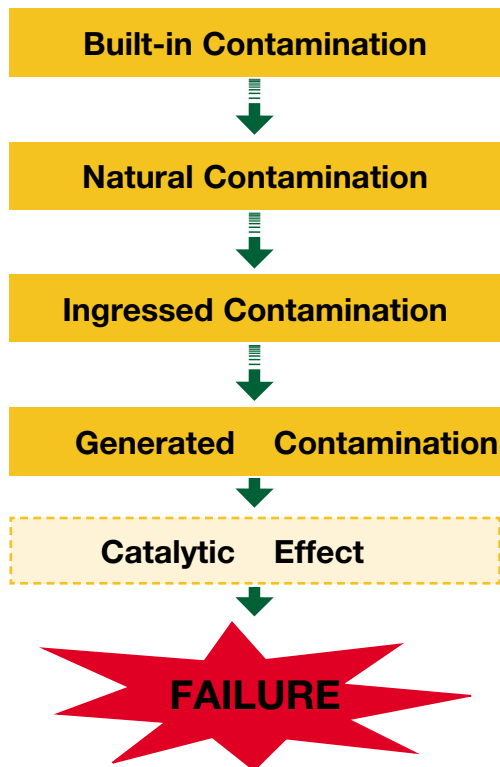 Built-in Contamination
Natural Contamination
Ingressed Contamination
Generated Contamination
Catalytic Effect
FAILURE